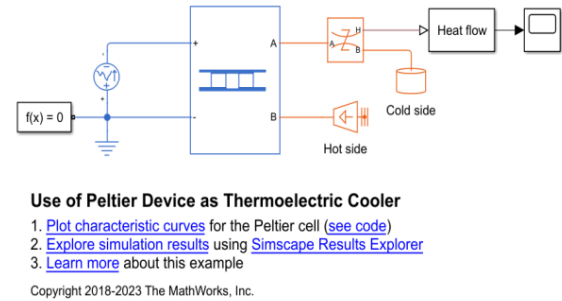 +
A
A
H
B
Heat flow
-
+
f(x) = 0
-
B
Cold side
Hot side
Use of Peltier Device as Thermoelectric Cooler
1. Plot characteristic curves for the Peltier cell (see code)
2. Explore simulation results using Simscape Results Explorer
3. Learn more about this example
Copyright 2018-2023 The MathWorks, Inc.